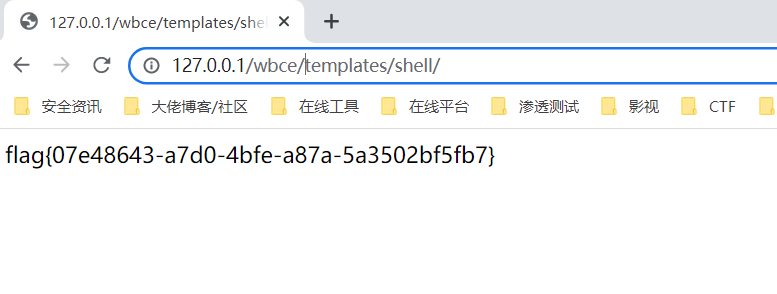 127.0.0.1/wbce/templates/she
127.0.0.1/wbce/templates/shell/
安全资讯 大佬博客/社区 在线工具 在线平台 渗透测试 影视 CTF
flag{07e48643-a7d0-4bfe-a87a-5a3502bf5fb7}